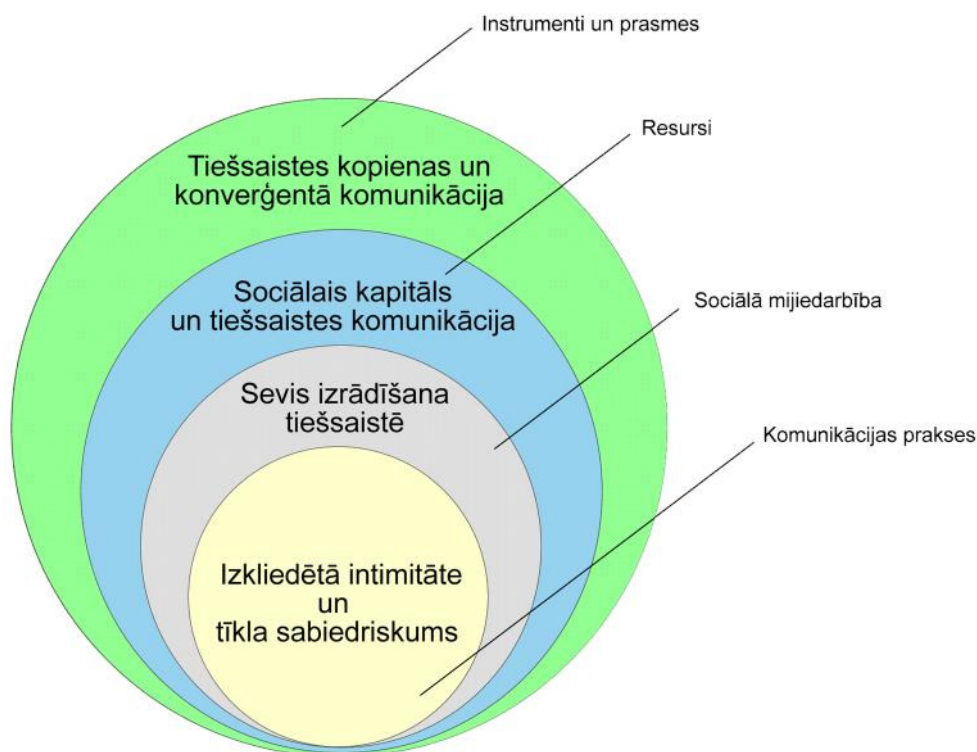 Instrumenti un prasmes
Resursi
Tiešsaistes kopienas un
konverģentā komunikācija
Sociālais kapitāls
un tiešsaistes komunikācija
Sociālā mijiedarbība
Sevis izrādīšana
tiešsaistē
Komunikācijas prakses
Izkliedētā intimitāte
un
tīkla sabiedriskums